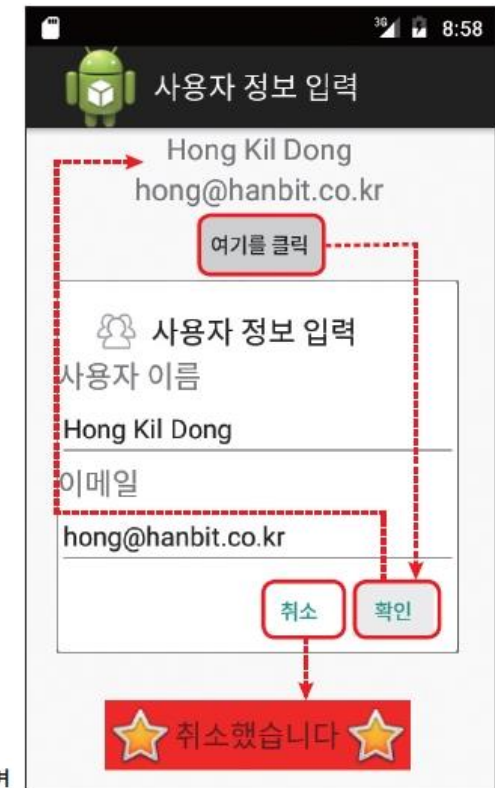 3G 8:58
사용자 정보 입력
Hong Kil Dong
hong@hanbit.co.kr
여기를 클릭
사용자 정보 입력
사용자 이름
Hong Kil Dong
이메일
hong@hanbit.co.kr
취소 확인
취소했습니다